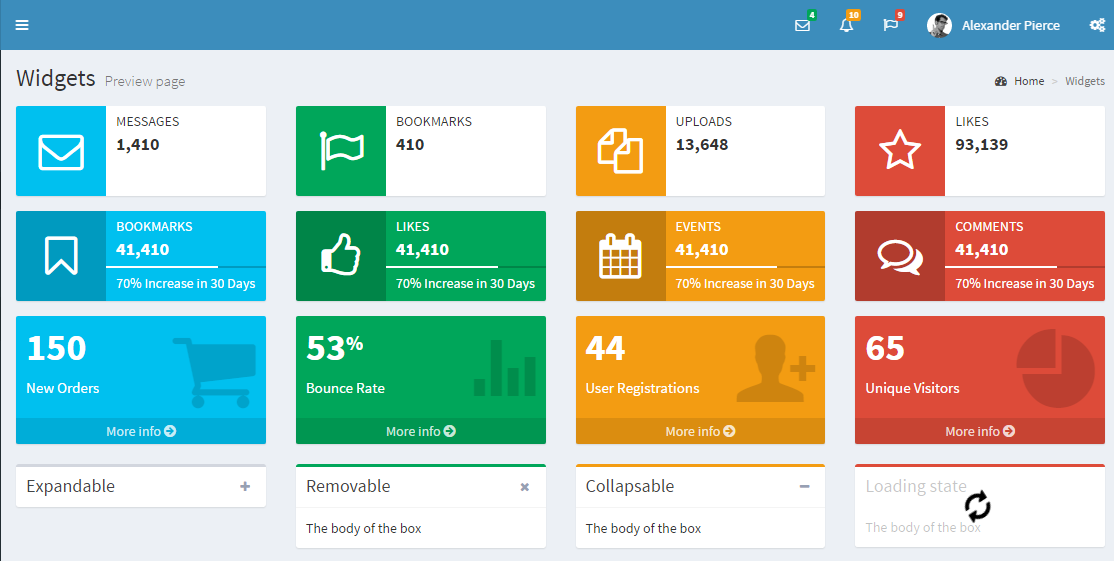 4
10
9
Alexander Pierce
Widgets Preview page
Home > Widgets
MESSAGES
1,410
BOOKMARKS
410
UPLOADS
13,648
LIKES
93,139
BOOKMARKS
41,410
70% Increase in 30 Days
LIKES
41,410
70% Increase in 30 Days
EVENTS
41,410
70% Increase in 30 Days
COMMENTS
41,410
70% Increase in 30 Days
150
New Orders
More info
53%
Bounce Rate
More info
44
User Registrations
More info
65
Unique Visitors
More info
Expandable
Removable
The body of the box
Collapsable
The body of the box
Loading state
The body of the box